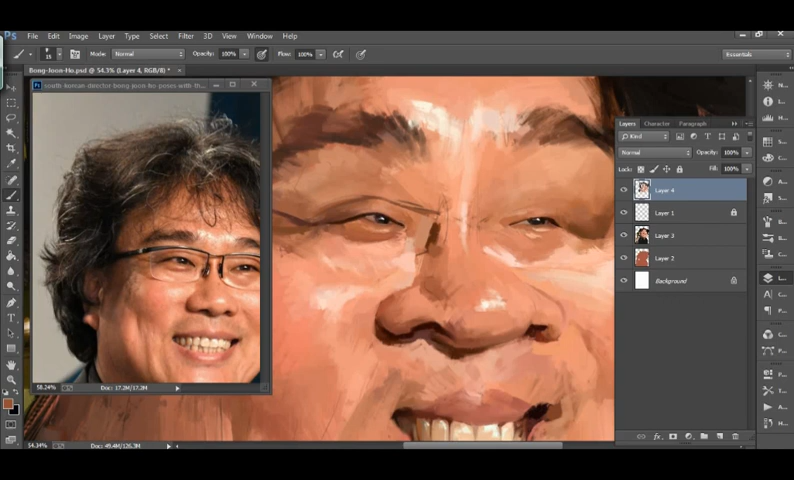 Ps File Edit Image Layer Type Select Filter 3D View Window Help
15 Mode: Normal Opacity: 100% Flow: 100% Essentials
Bong-Joon-Ho.psd @ 54.3% (Layer 4, RGB/8) * ×
south-korean-director bong-joon ho-poses-with-th...
Layers Character Paragraph
Kind
Normal Opacity: 100%
Lock: Fill: 100%
Layer 4
Layer 1
Layer 3
Layer 2
Background
58.24% Doc: 17.2M/17.2M
54.34% Doc: 49.4M/126.3M